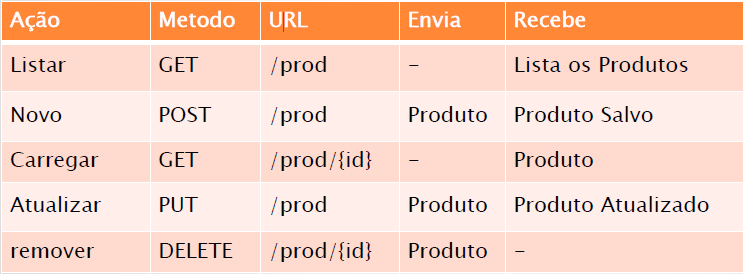 Ação Metodo URL Envia Recebe
Listar GET /prod - Lista os Produtos
Novo POST /prod Produto Produto Salvo
Carregar GET /prod/{id} - Produto
Atualizar PUT /prod Produto Produto Atualizado
remover DELETE /prod/{id} Produto -